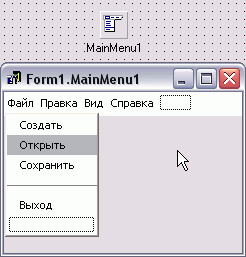 MainMenu1
Form1.MainMenu1
Файл Правка Вид Справка
Создать
Открыть
Сохранить
Выход